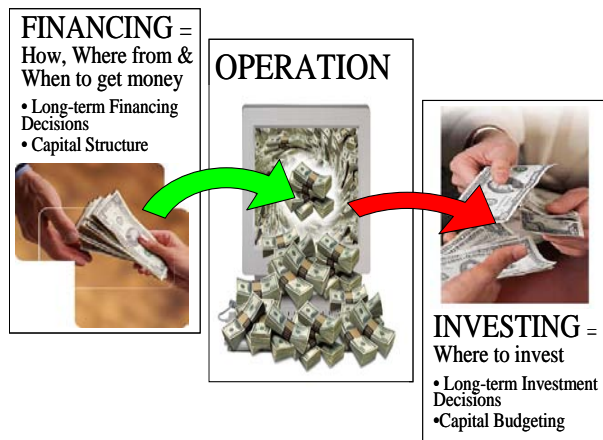 FINANCING =
How, Where from &
When to get money
• Long-term Financing
Decisions
• Capital Structure
OPERATION
INVESTING =
Where to invest
• Long-term Investment
Decisions
•Capital Budgeting